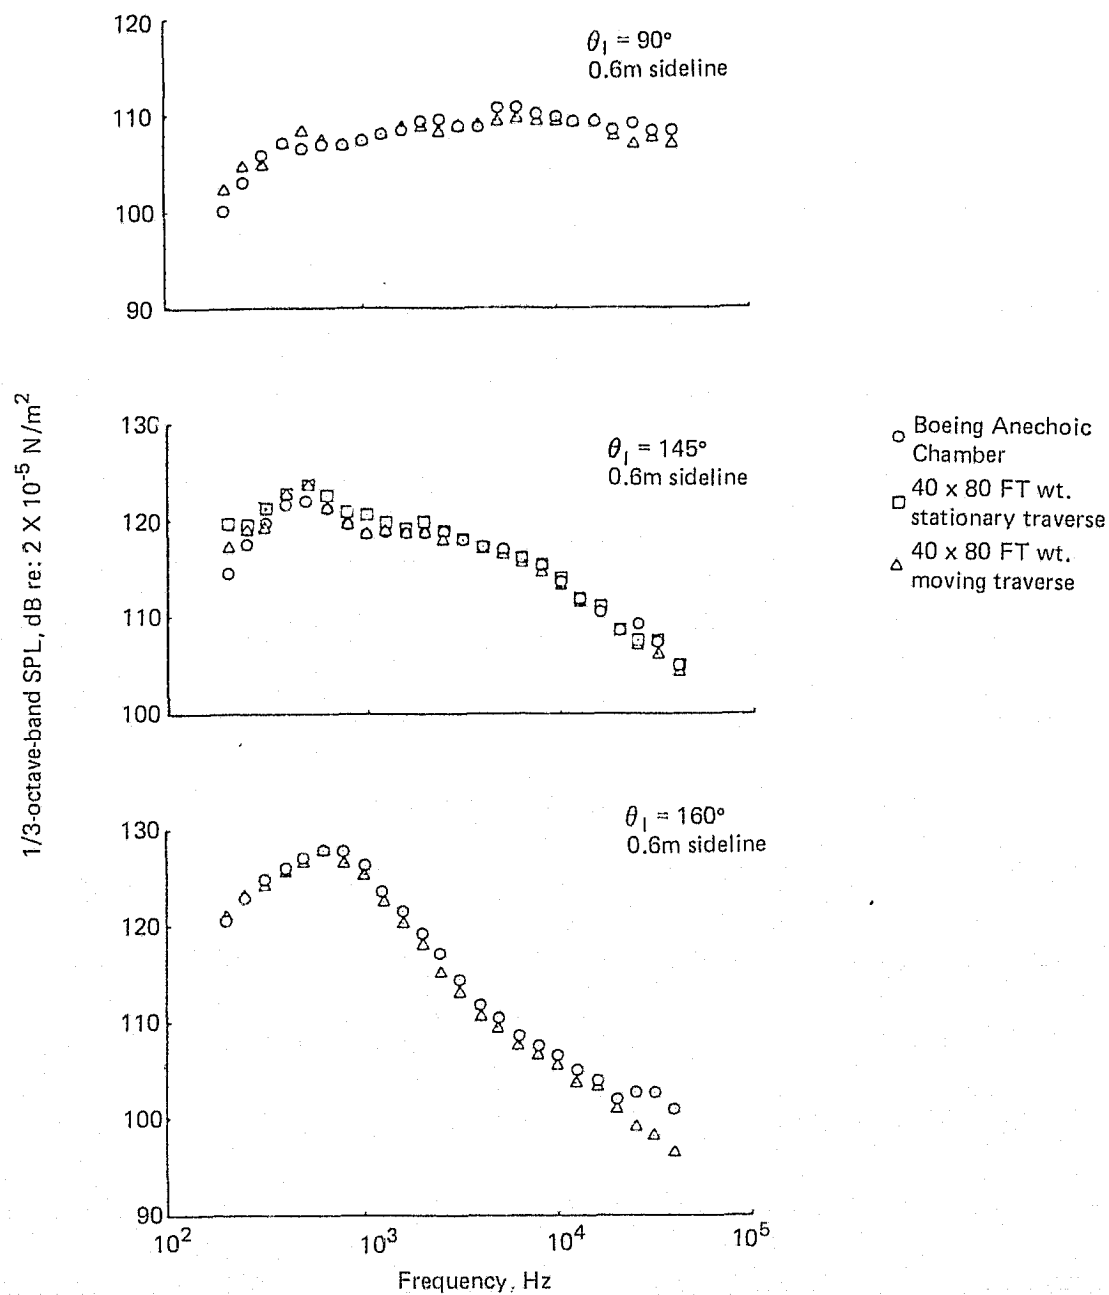 120
110
100
90
θI = 90°
0.6m sideline
1/3-octave-band SPL, dB re: 2 X 10-5 N/m2
130
120
110
100
θI = 145°
0.6m sideline
Boeing Anechoic
Chamber
40 x 80 FT wt.
stationary traverse
40 x 80 FT wt.
moving traverse
130
120
110
100
90
θI = 160°
0.6m sideline
102
103
104
105
Frequency, Hz